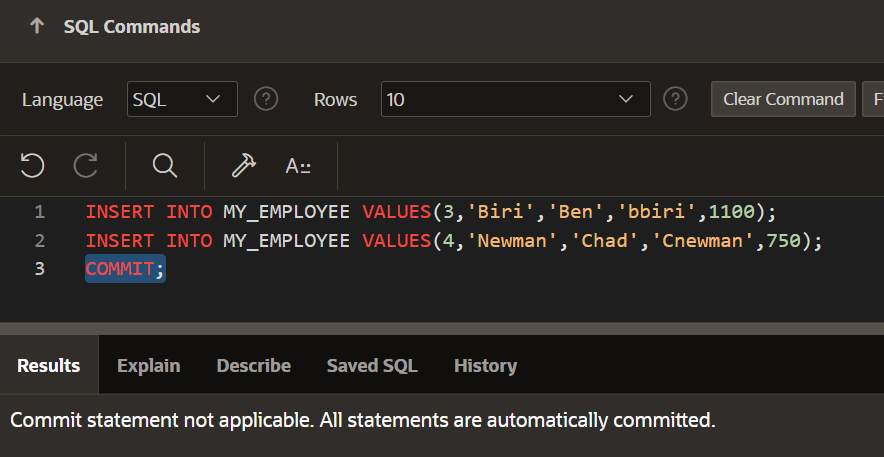 SQL Commands
Language SQL Rows 10 Clear Command F
A::
1 INSERT INTO MY_EMPLOYEE VALUES(3,'Biri','Ben','bbiri',1100);
2 INSERT INTO MY_EMPLOYEE VALUES(4,'Newman','Chad','Cnewman',750);
3 COMMIT;
Results Explain Describe Saved SQL History
Commit statement not applicable. All statements are automatically committed.